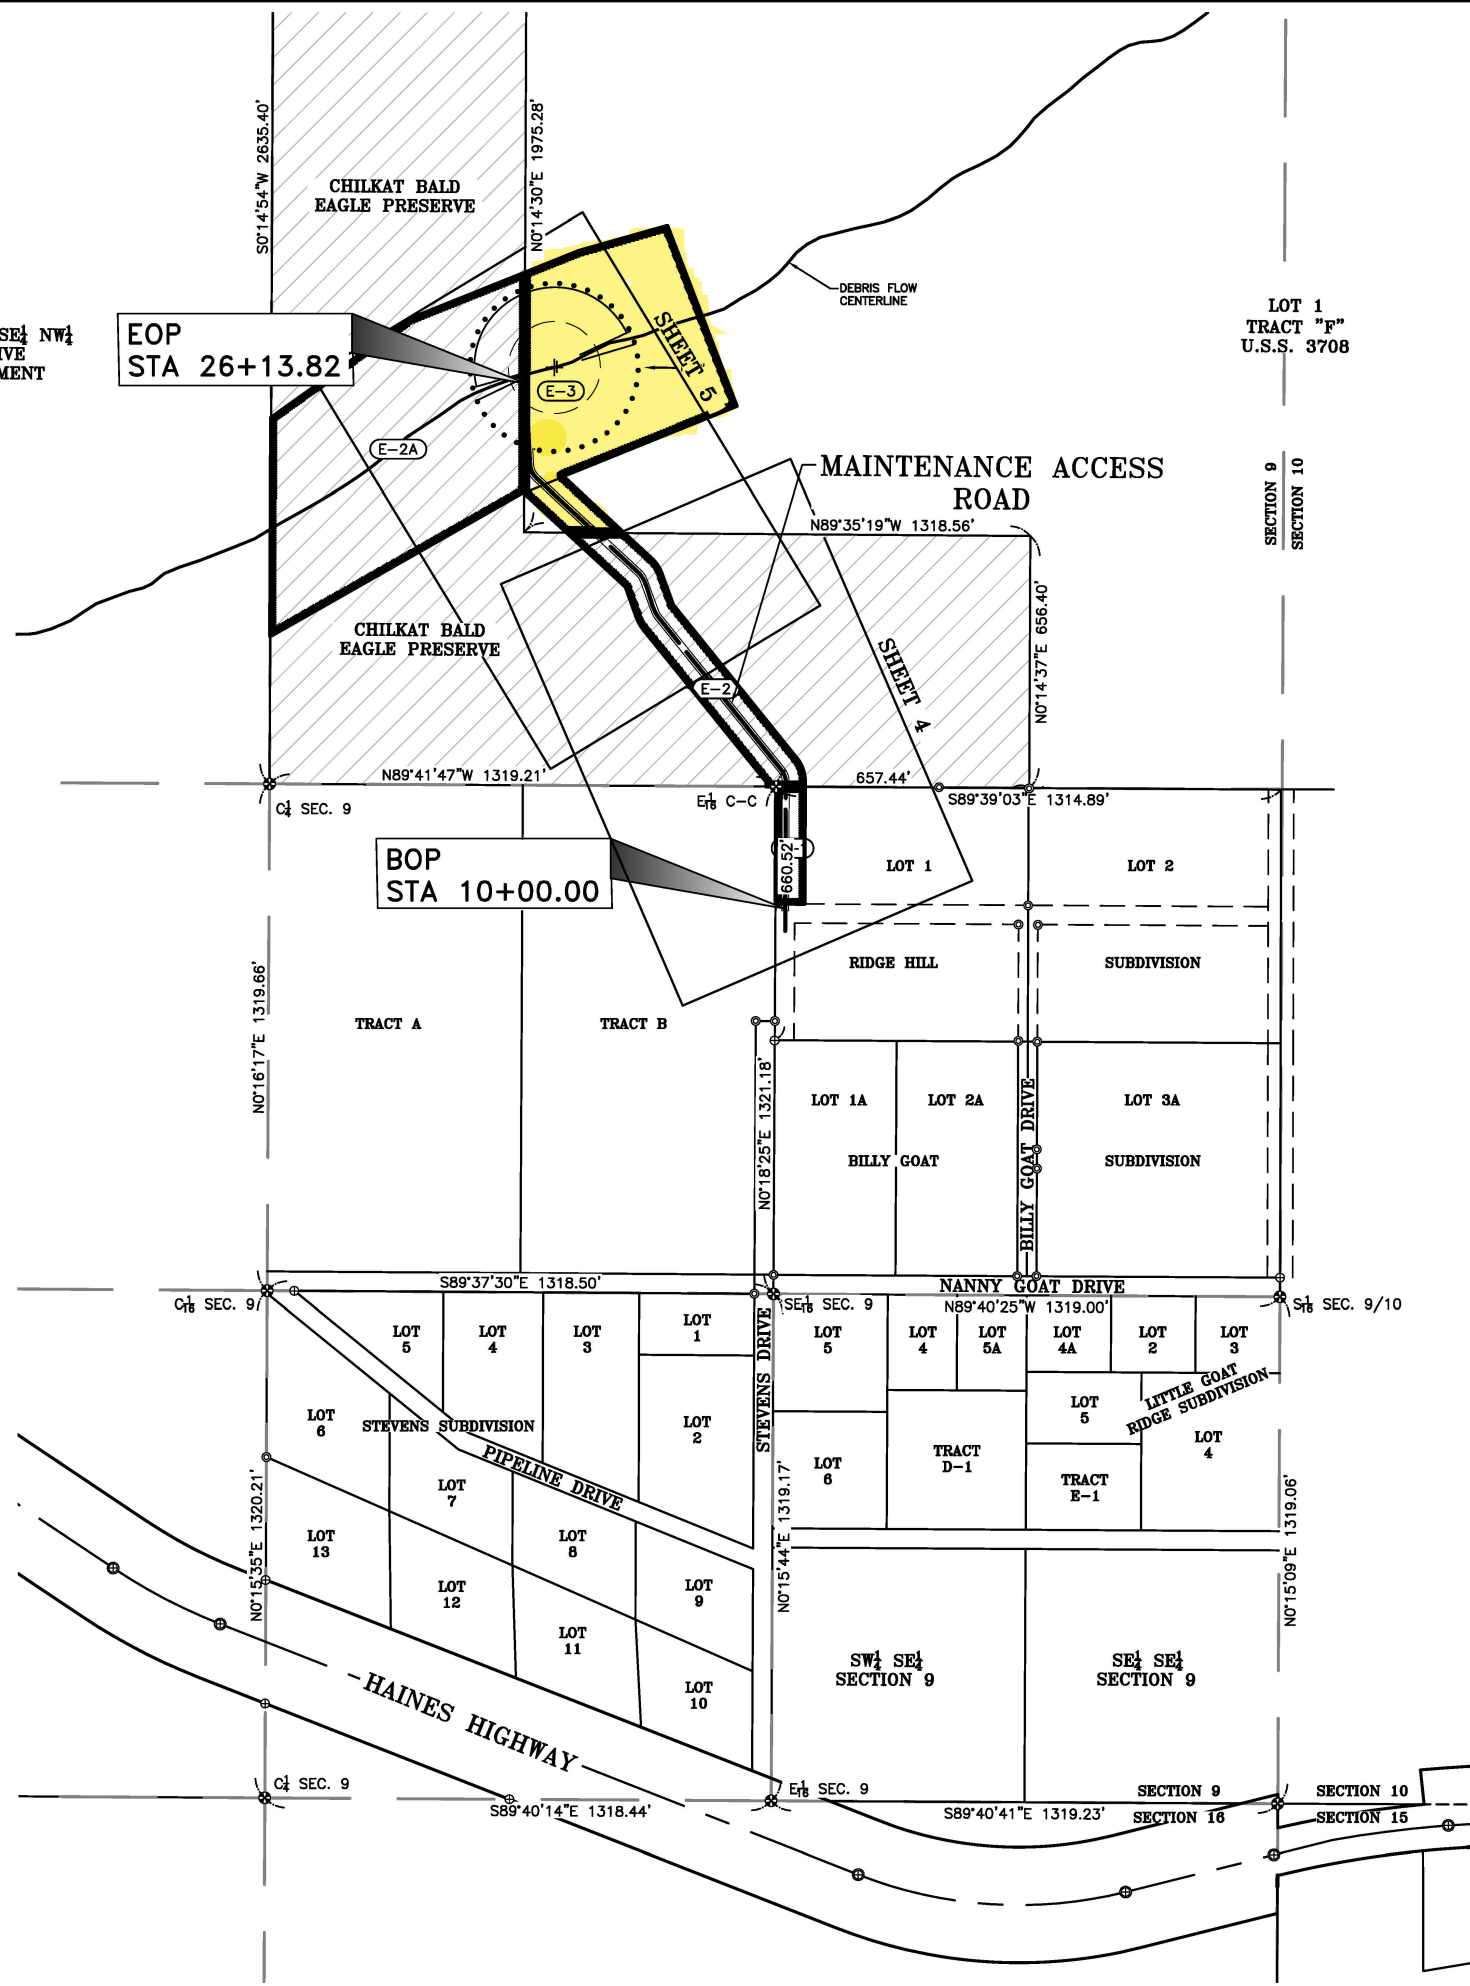 S0°14'54"W 2635.40'
N0°14'30"E 1975.28'
CHILKAT BALD
EAGLE PRESERVE
DEBRIS FLOW
CENTERLINE
LOT 1
TRACT "F"
U.S.S. 3708
SE¼ NW¼
EOP
STA 26+13.82
SHEET 5
E-3
E-2A
MAINTENANCE ACCESS
ROAD
SECTION 9
SECTION 10
N89°35'19"W 1318.56'
CHILKAT BALD
EAGLE PRESERVE
N0°14'37"E 656.40'
SHEET 4
E-2
N89°41'47"W 1319.21'
657.44'
C¼ SEC. 9
E1/16 C-C
S89°39'03"E 1314.89'
BOP
STA 10+00.00
660.52'
LOT 1
LOT 2
RIDGE HILL
SUBDIVISION
N0°16'17"E 1319.66'
TRACT A
TRACT B
N0°18'25"E 1321.18'
LOT 1A
LOT 2A
LOT 3A
BILLY GOAT
SUBDIVISION
BILLY GOAT DRIVE
S89°37'30"E 1318.50'
NANNY GOAT DRIVE
C1/16 SEC. 9
SE1/16 SEC. 9
N89°40'25"W 1319.00'
S1/16 SEC. 9/10
LOT
5
LOT
4
LOT
3
LOT
1
STEVENS DRIVE
LOT
5
LOT
4
LOT
5A
LOT
4A
LOT
2
LOT
3
LITTLE GOAT
RIDGE SUBDIVISION
LOT
6
STEVENS SUBDIVISION
LOT
2
LOT
5
LOT
4
PIPELINE DRIVE
LOT
6
TRACT
D-1
TRACT
E-1
LOT
7
N0°15'35"E 1320.21'
N0°15'44"E 1319.17'
N0°15'09"E 1319.06'
LOT
13
LOT
8
LOT
12
LOT
9
LOT
11
LOT
10
SW¼ SE¼
SECTION 9
SE¼ SE¼
SECTION 9
HAINES HIGHWAY
C¼ SEC. 9
E1/16 SEC. 9
SECTION 9
SECTION 10
S89°40'14"E 1318.44'
S89°40'41"E 1319.23'
SECTION 16
SECTION 15